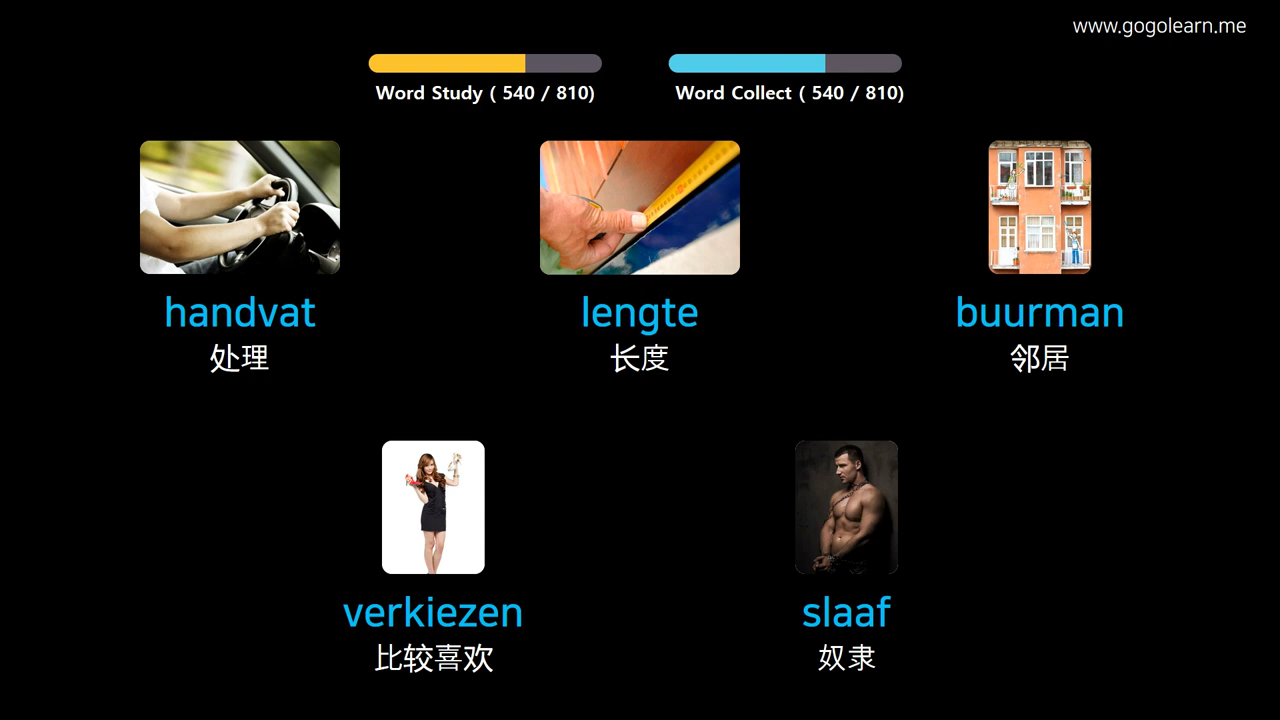 www.gogolearn.me
Word Study ( 540 / 810)
Word Collect ( 540 / 810)
handvat
处理
lengte
长度
buurman
邻居
verkiezen
比较喜欢
slaaf
奴隶